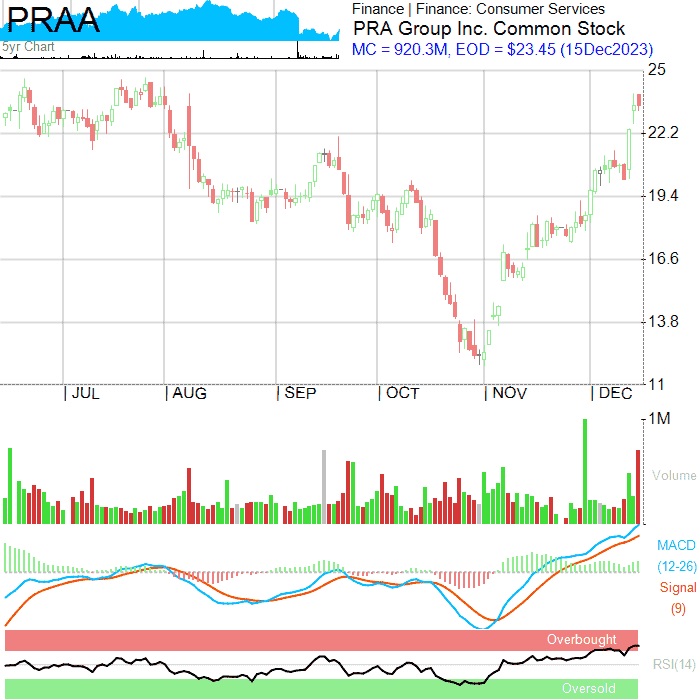 PRAA
5yr Chart
Finance | Finance: Consumer Services
PRA Group Inc. Common Stock
MC = 920.3M, EOD = $23.45 (15Dec2023)
25
22.2
19.4
16.6
13.8
11
| JUL | AUG | SEP | OCT | NOV | DEC
1M
Volume
MACD
(12-26)
Signal
(9)
Overbought
RSI(14)
Oversold